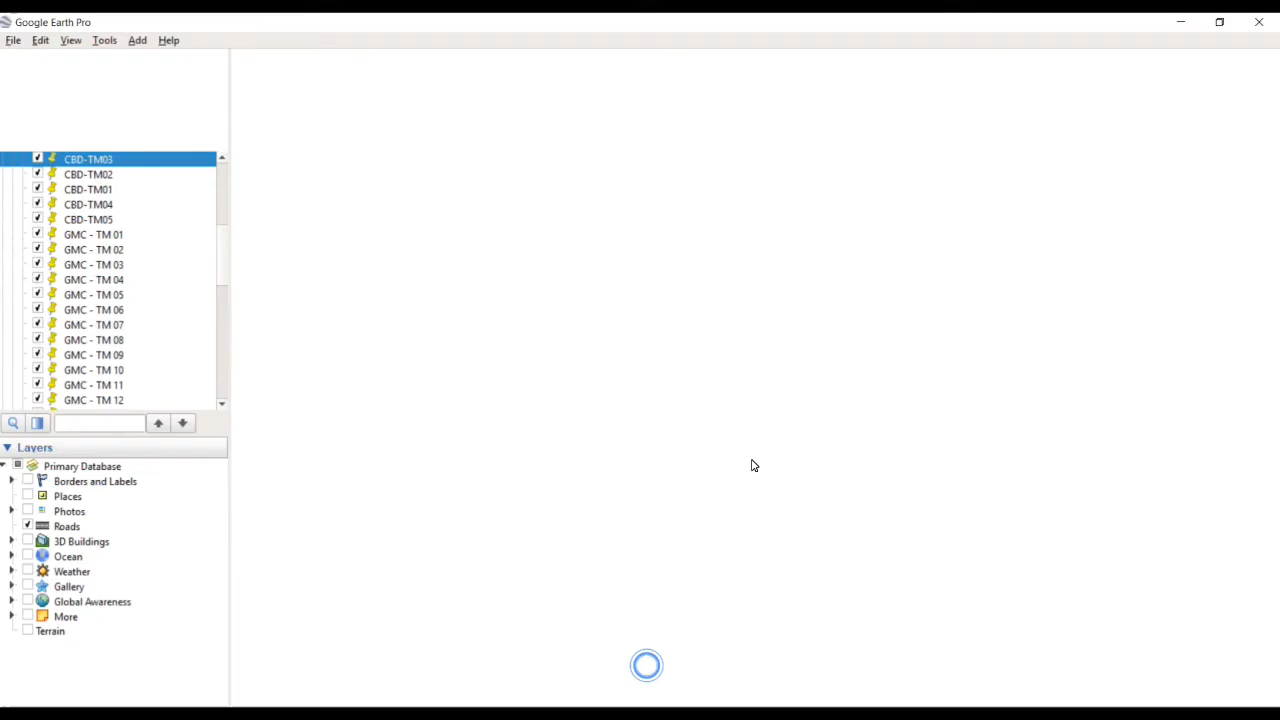 Google Earth Pro
File Edit View Tools Add Help
CBD-TM03
CBD-TM02
CBD-TM01
CBD-TM04
CBD-TM05
GMC - TM 01
GMC - TM 02
GMC - TM 03
GMC - TM 04
GMC - TM 05
GMC - TM 06
GMC - TM 07
GMC - TM 08
GMC - TM 09
GMC - TM 10
GMC - TM 11
GMC - TM 12
Layers
Primary Database
Borders and Labels
Places
Photos
Roads
3D Buildings
Ocean
Weather
Gallery
Global Awareness
More
Terrain